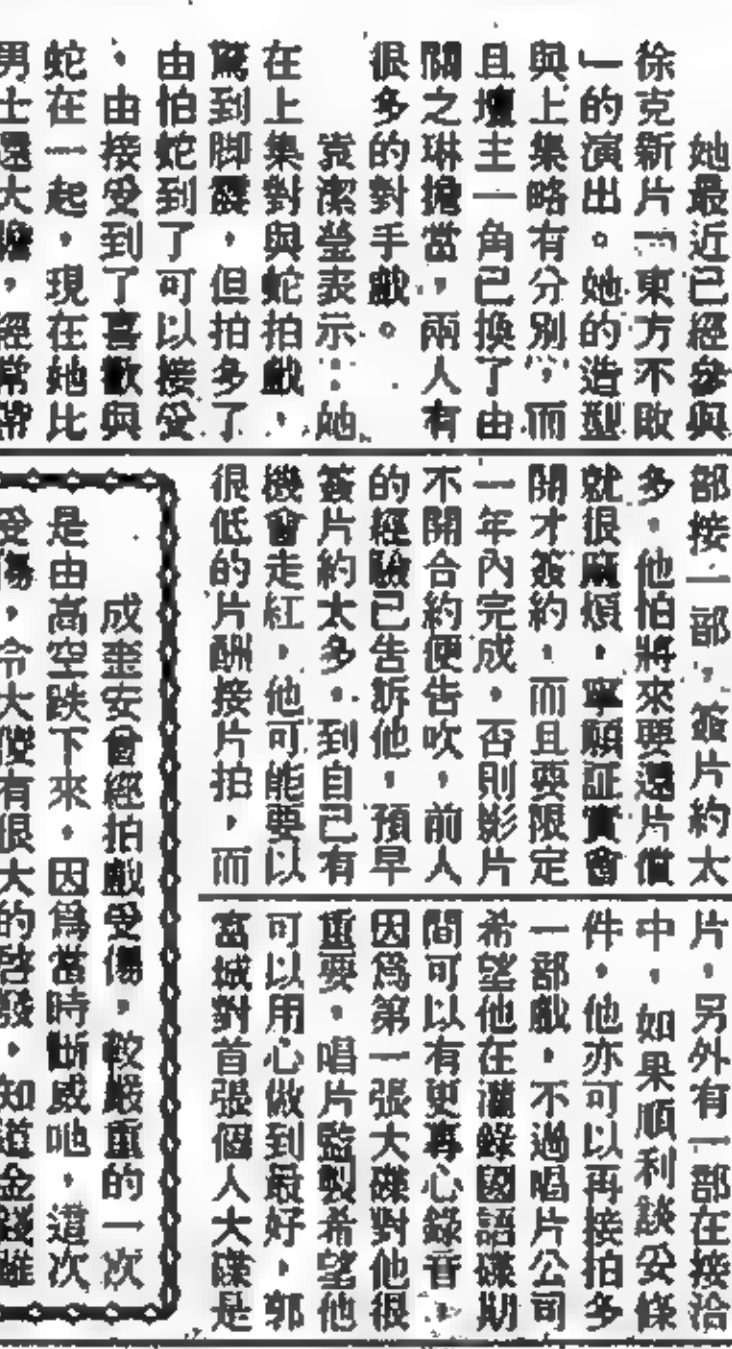 她最近已經參與
徐克新片「東方不敗
」的演出。她的造型
與上集略有分別,而
且壇主一角已換了由
關之琳擔當,兩人有
很多的對手戲。
袁潔瑩表示:她
在上集對與蛇拍戲,
驚到脚震,但拍多了
由怕蛇到了可以接受
、由接受到了喜歡與
蛇在一起,現在她比
男士還大膽,經常帶
部接一部,簽片約太
多,他怕將來要還片債
就很麻煩,寧願証實會
開才簽約,而且要限定
一年內完成,否則影片
不開合約便告吹,前人
的經驗已告訴他,預早
簽片約太多,到自己有
機會走紅,他可能要以
很低的片酬接片拍,而
片,另外有一部在接洽
中,如果順利談妥條
件,他亦可以再接拍多
一部戲,不過唱片公司
希望他在灌錄國語碟期
間可以有更專心錄音,
因為第一張大碟對他很
重要,唱片監製希望他
可以用心做到最好,郭
富城對首張個人大碟是
成奎安曾經拍戲受傷,較嚴重的一次
是由高空跌下來,因為當時斷威吔,這次
受傷,令大傻有很大的啓發,知道金錢雖